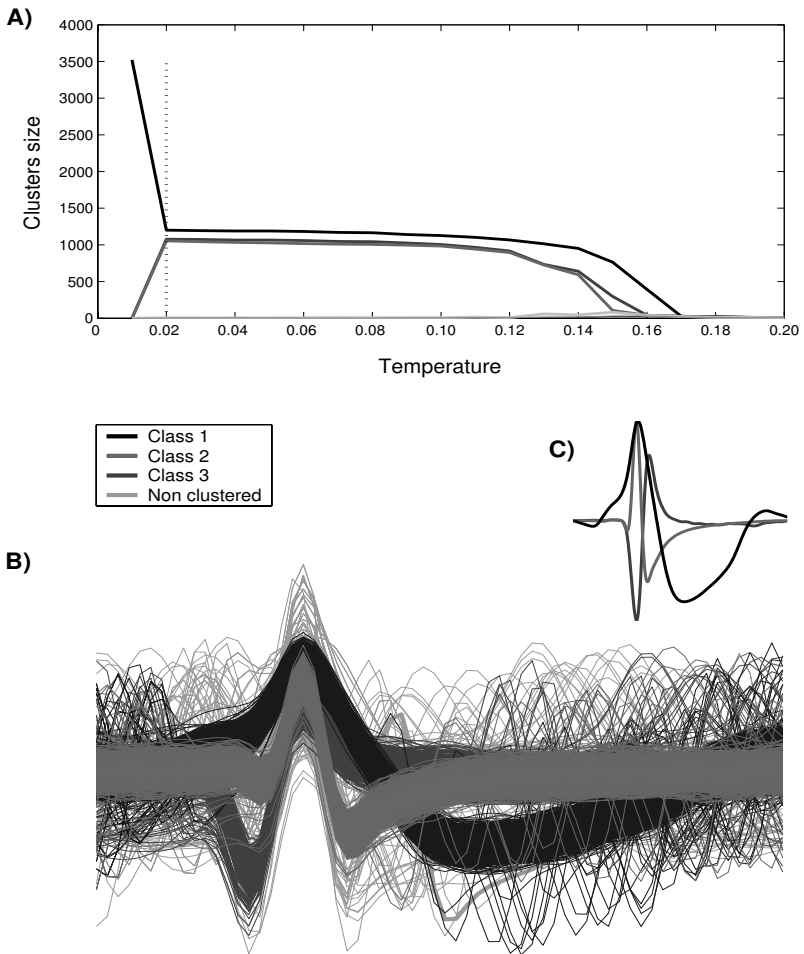 A)
4000
3500
3000
2500
2000
1500
1000
500
0
Clusters size
0 0.02 0.04 0.06 0.08 0.10 0.12 0.14 0.16 0.18 0.20
Temperature
Class 1
Class 2
Class 3
Non clustered
C)
B)